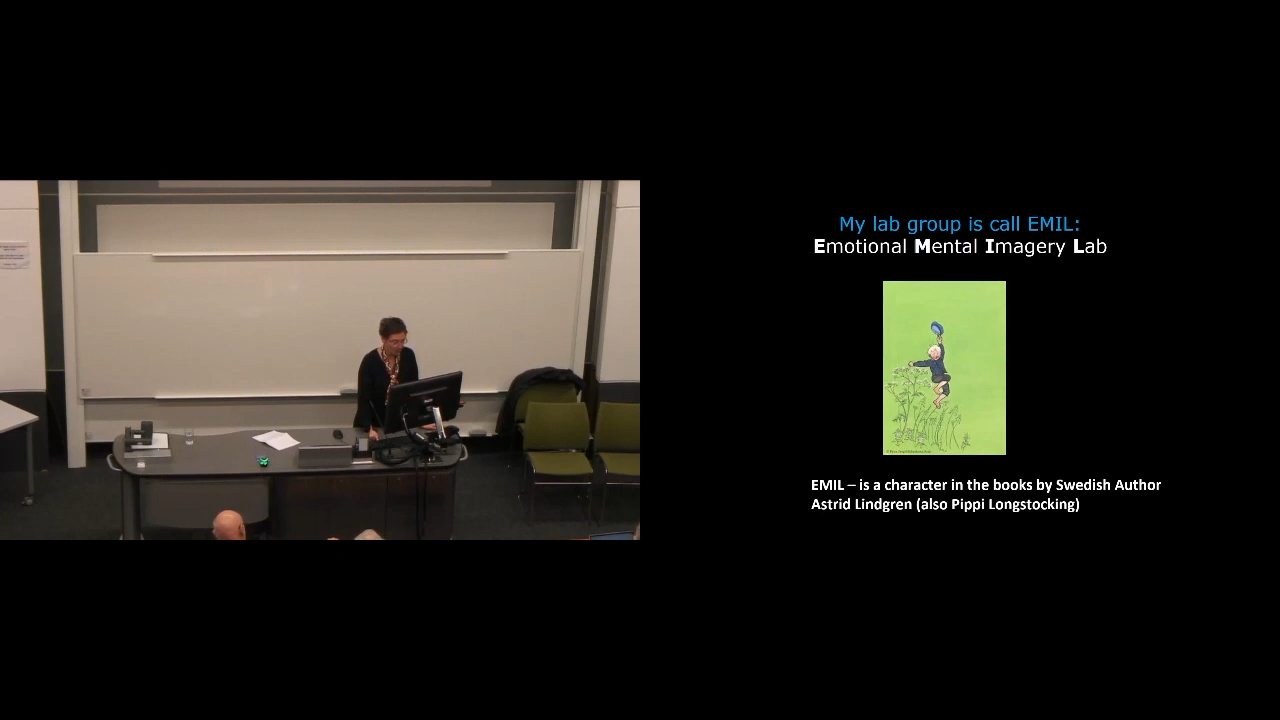 My lab group is call EMIL:
Emotional Mental Imagery Lab
EMIL – is a character in the books by Swedish Author
Astrid Lindgren (also Pippi Longstocking)